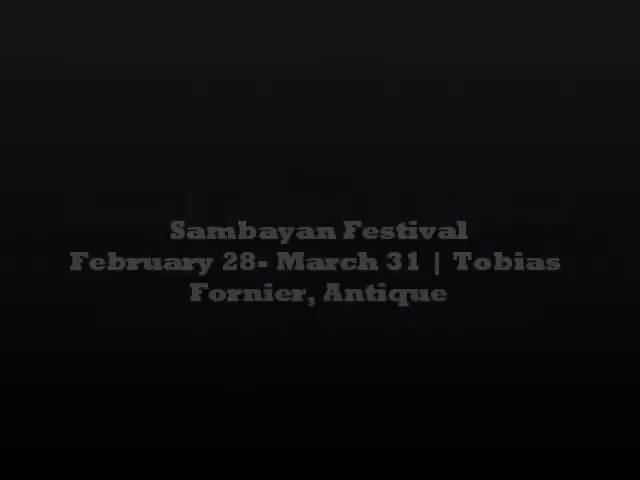 Sambayan Festival
February 28- March 31 | Tobias
Fornier, Antique